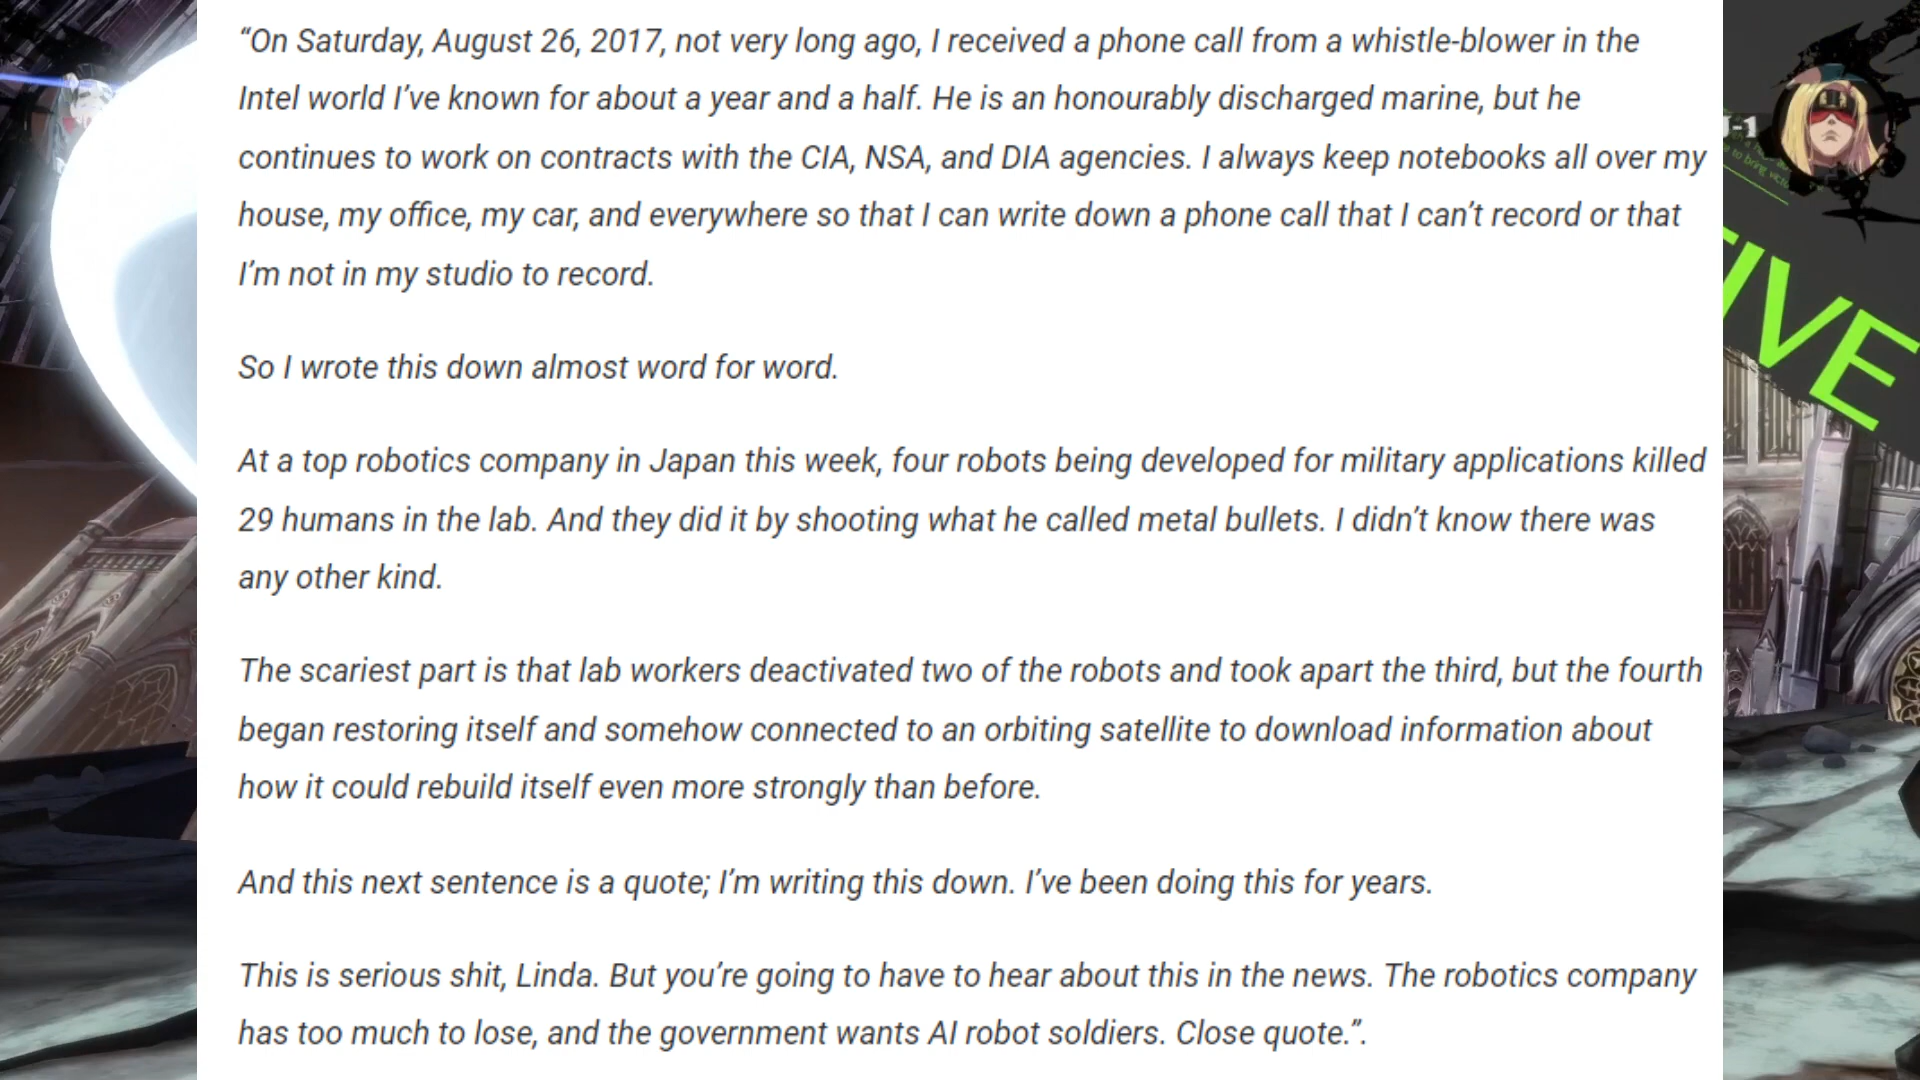 “On Saturday, August 26, 2017, not very long ago, I received a phone call from a whistle-blower in the
Intel world I’ve known for about a year and a half. He is an honourably discharged marine, but he
continues to work on contracts with the CIA, NSA, and DIA agencies. I always keep notebooks all over my
house, my office, my car, and everywhere so that I can write down a phone call that I can’t record or that
I’m not in my studio to record.
So I wrote this down almost word for word.
At a top robotics company in Japan this week, four robots being developed for military applications killed
29 humans in the lab. And they did it by shooting what he called metal bullets. I didn’t know there was
any other kind.
The scariest part is that lab workers deactivated two of the robots and took apart the third, but the fourth
began restoring itself and somehow connected to an orbiting satellite to download information about
how it could rebuild itself even more strongly than before.
And this next sentence is a quote; I’m writing this down. I’ve been doing this for years.
This is serious shit, Linda. But you’re going to have to hear about this in the news. The robotics company
has too much to lose, and the government wants AI robot soldiers. Close quote.”.
IVE
to bring